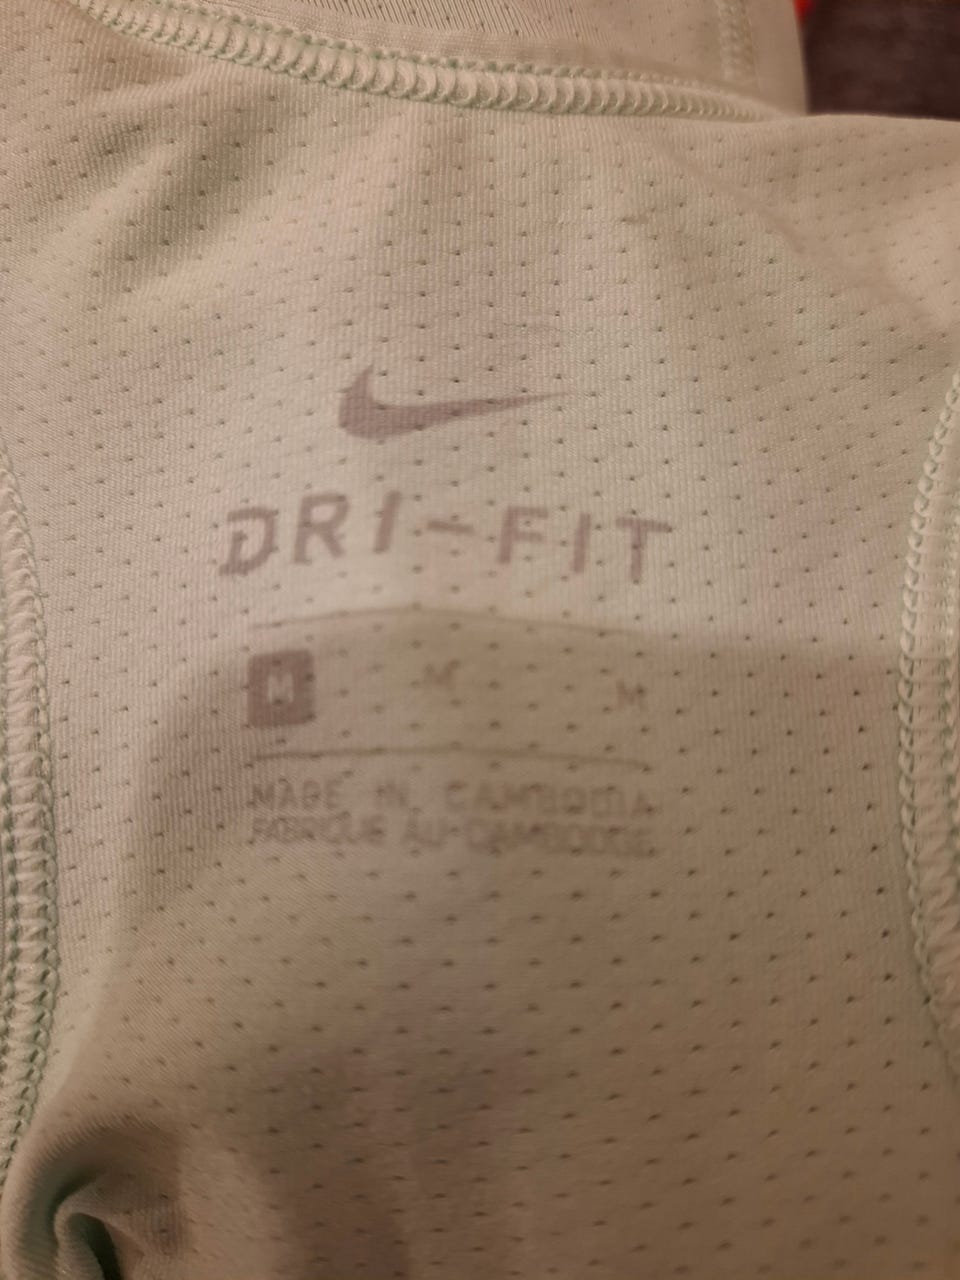 DRI-FIT
M M M
MADE IN CAMBODIA
FABRIQUÉ AU CAMBODGE